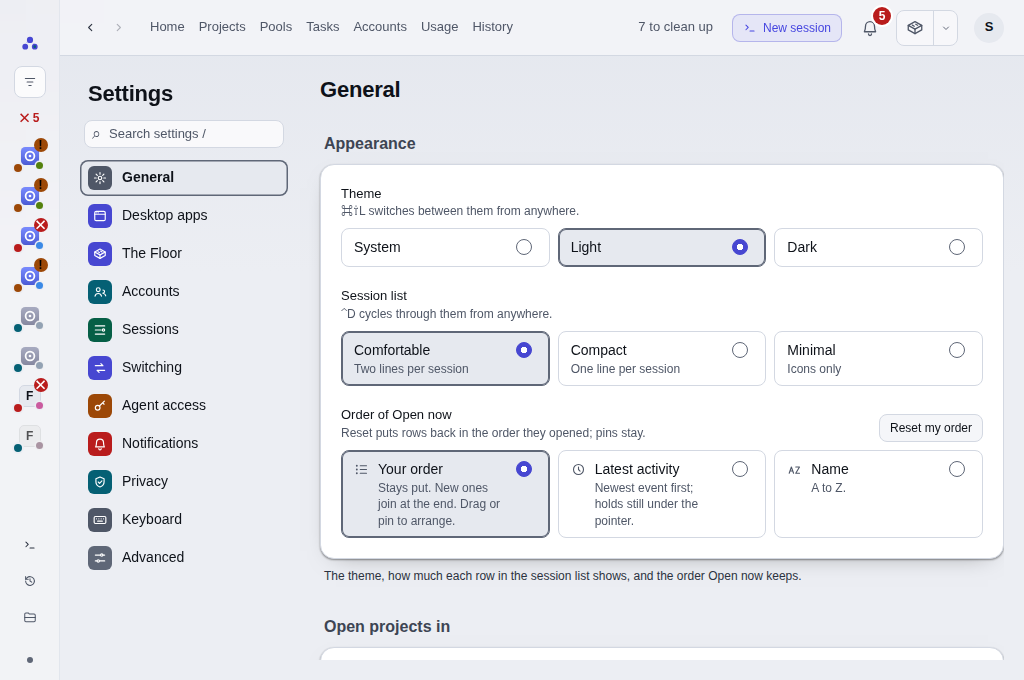 Home Projects Pools Tasks Accounts Usage History
7 to clean up
New session
5
S
5
!
!
!
F
F
Settings
Search settings /
General
Desktop apps
The Floor
Accounts
Sessions
Switching
Agent access
Notifications
Privacy
Keyboard
Advanced
General
Appearance
Theme
⌘⇧L switches between them from anywhere.
System
Light
Dark
Session list
^D cycles through them from anywhere.
Comfortable
Two lines per session
Compact
One line per session
Minimal
Icons only
Order of Open now
Reset puts rows back in the order they opened; pins stay.
Reset my order
Your order
Stays put. New ones
join at the end. Drag or
pin to arrange.
Latest activity
Newest event first;
holds still under the
pointer.
AZ
Name
A to Z.
The theme, how much each row in the session list shows, and the order Open now keeps.
Open projects in